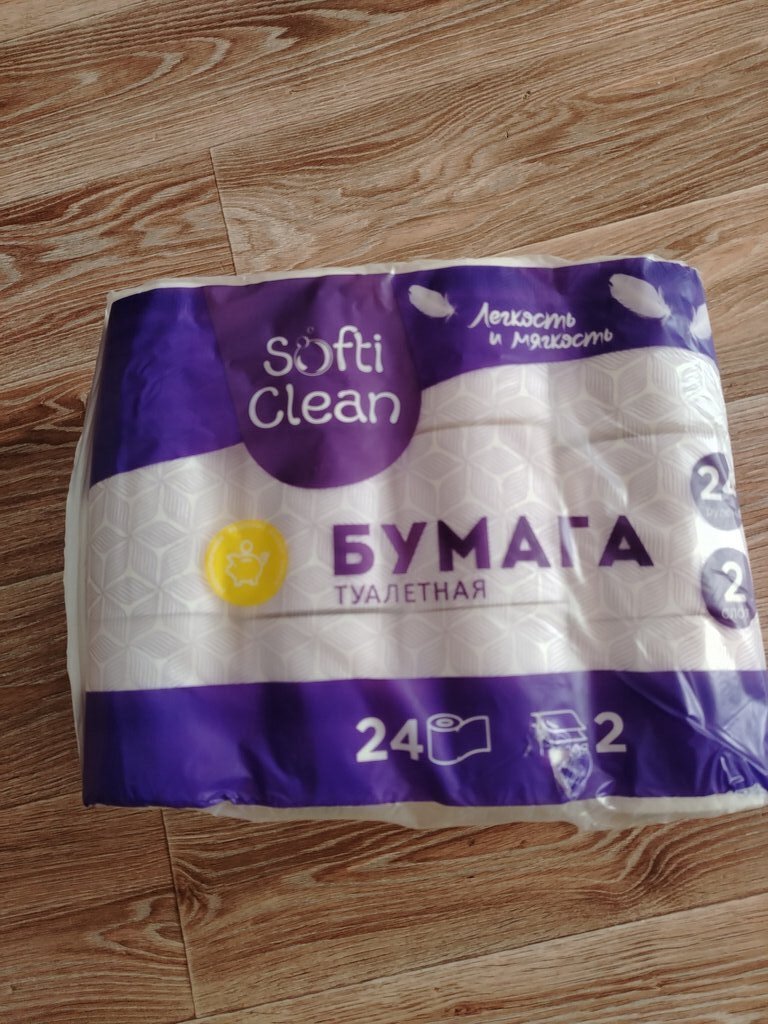 Softi
Clean
Легкость
и мягкость
24
2
БУМАГА
ТУАЛЕТНАЯ
24
2